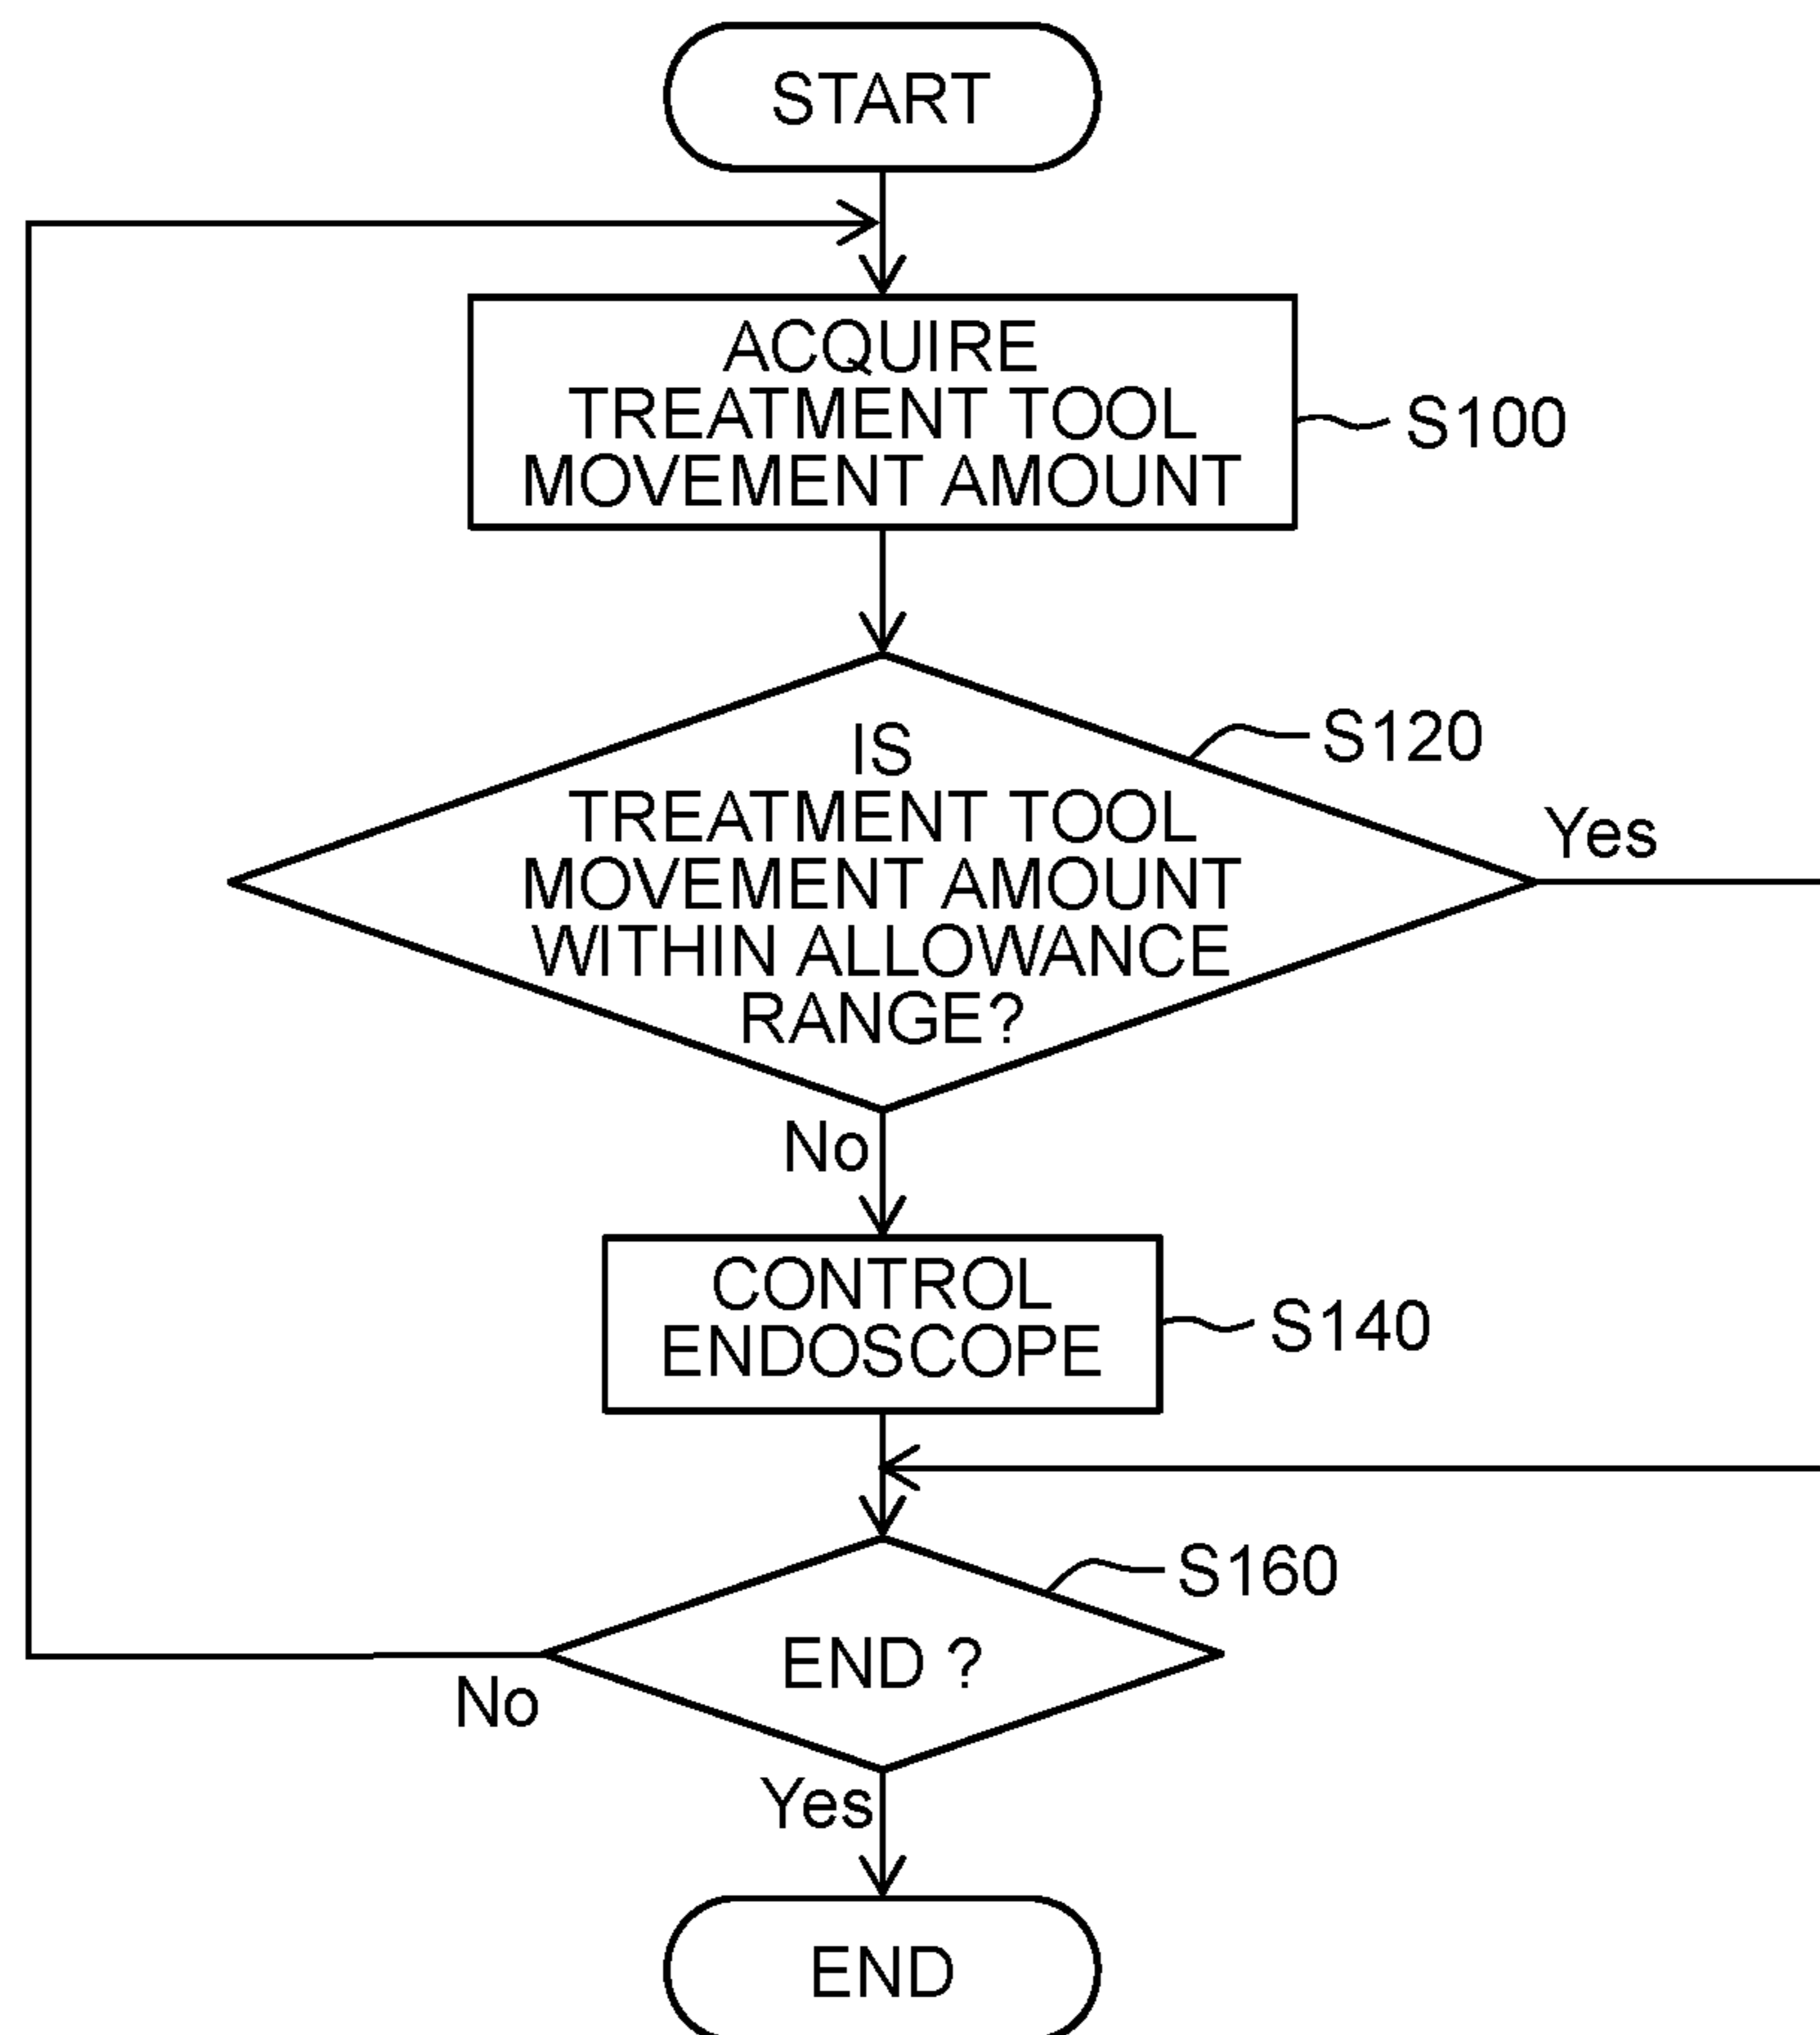 START
ACQUIRE
TREATMENT TOOL
MOVEMENT AMOUNT
S100
IS
TREATMENT TOOL
MOVEMENT AMOUNT
WITHIN ALLOWANCE
RANGE?
S120
Yes
No
CONTROL
ENDOSCOPE
S140
END ?
S160
No
Yes
END